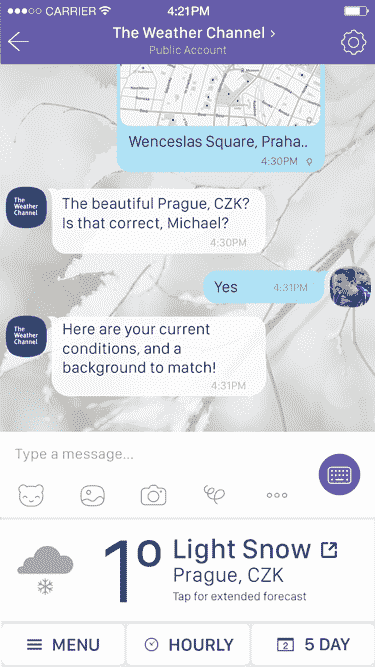 CARRIER 4:21PM
The Weather Channel ›
Public Account
Wenceslas Square, Praha..
4:30PM
The Weather Channel
The beautiful Prague, CZK?
Is that correct, Michael?
4:30PM
Yes 4:31PM
The Weather Channel
Here are your current
conditions, and a
background to match!
4:31PM
Type a message...
1° Light Snow
Prague, CZK
Tap for extended forecast
MENU HOURLY 2 5 DAY